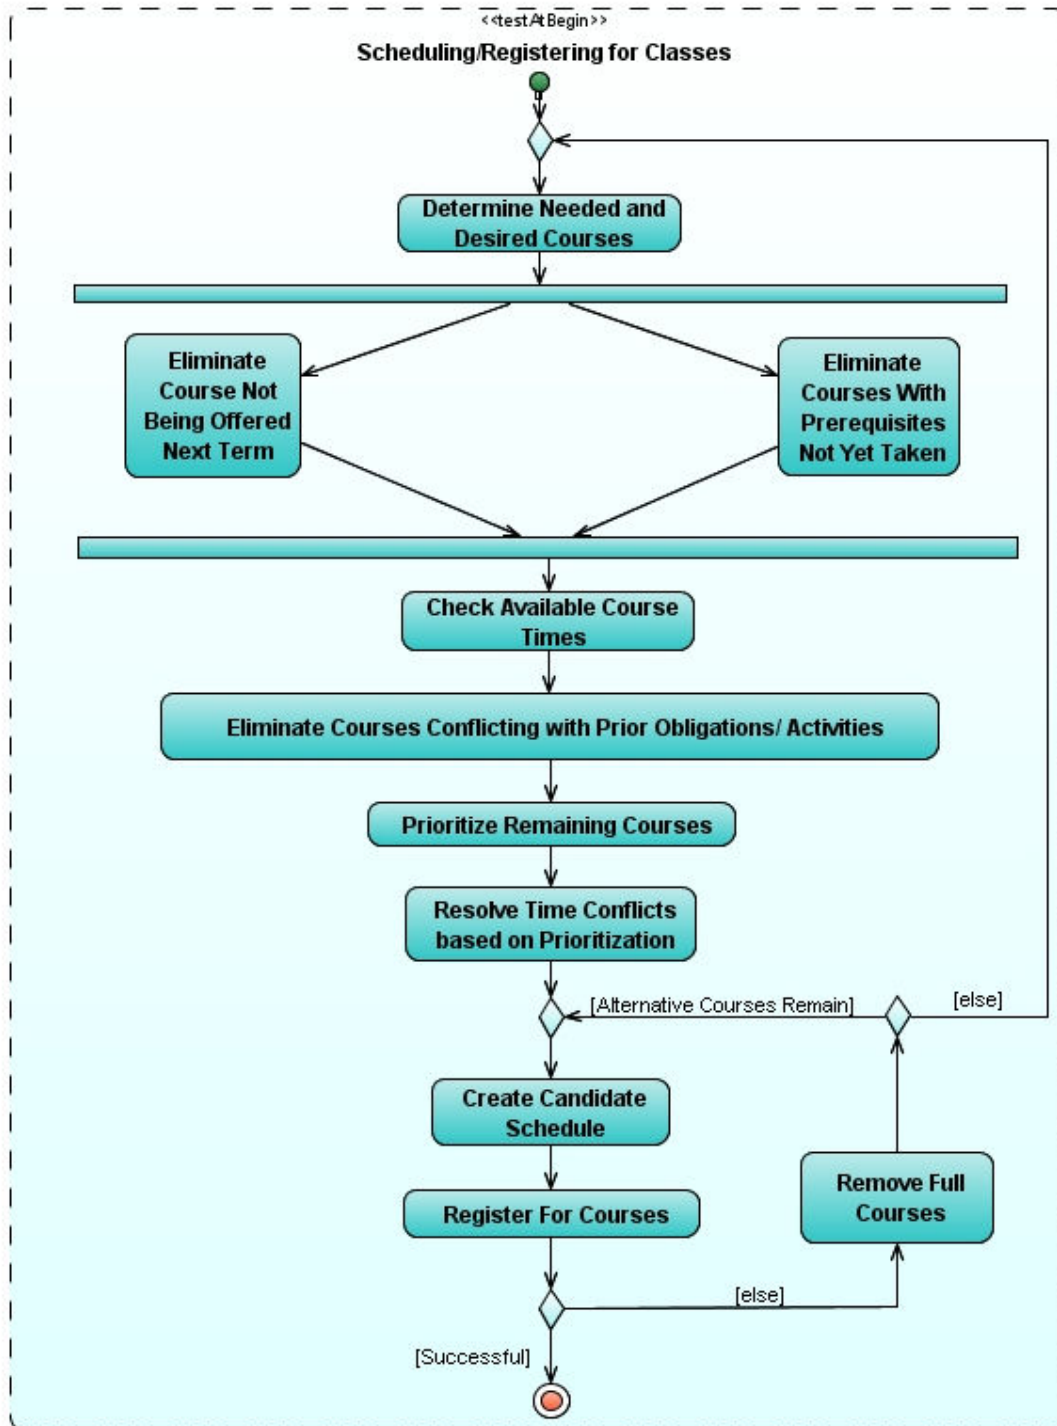 <<testAtBegin>>
Scheduling/Registering for Classes
Determine Needed and
Desired Courses
Eliminate
Course Not
Being Offered
Next Term
Eliminate
Courses With
Prerequisites
Not Yet Taken
Check Available Course
Times
Eliminate Courses Conflicting with Prior Obligations/ Activities
Prioritize Remaining Courses
Resolve Time Conflicts
based on Prioritization
[Alternative Courses Remain]
[else]
Create Candidate
Schedule
Remove Full
Courses
Register For Courses
[else]
[Successful]